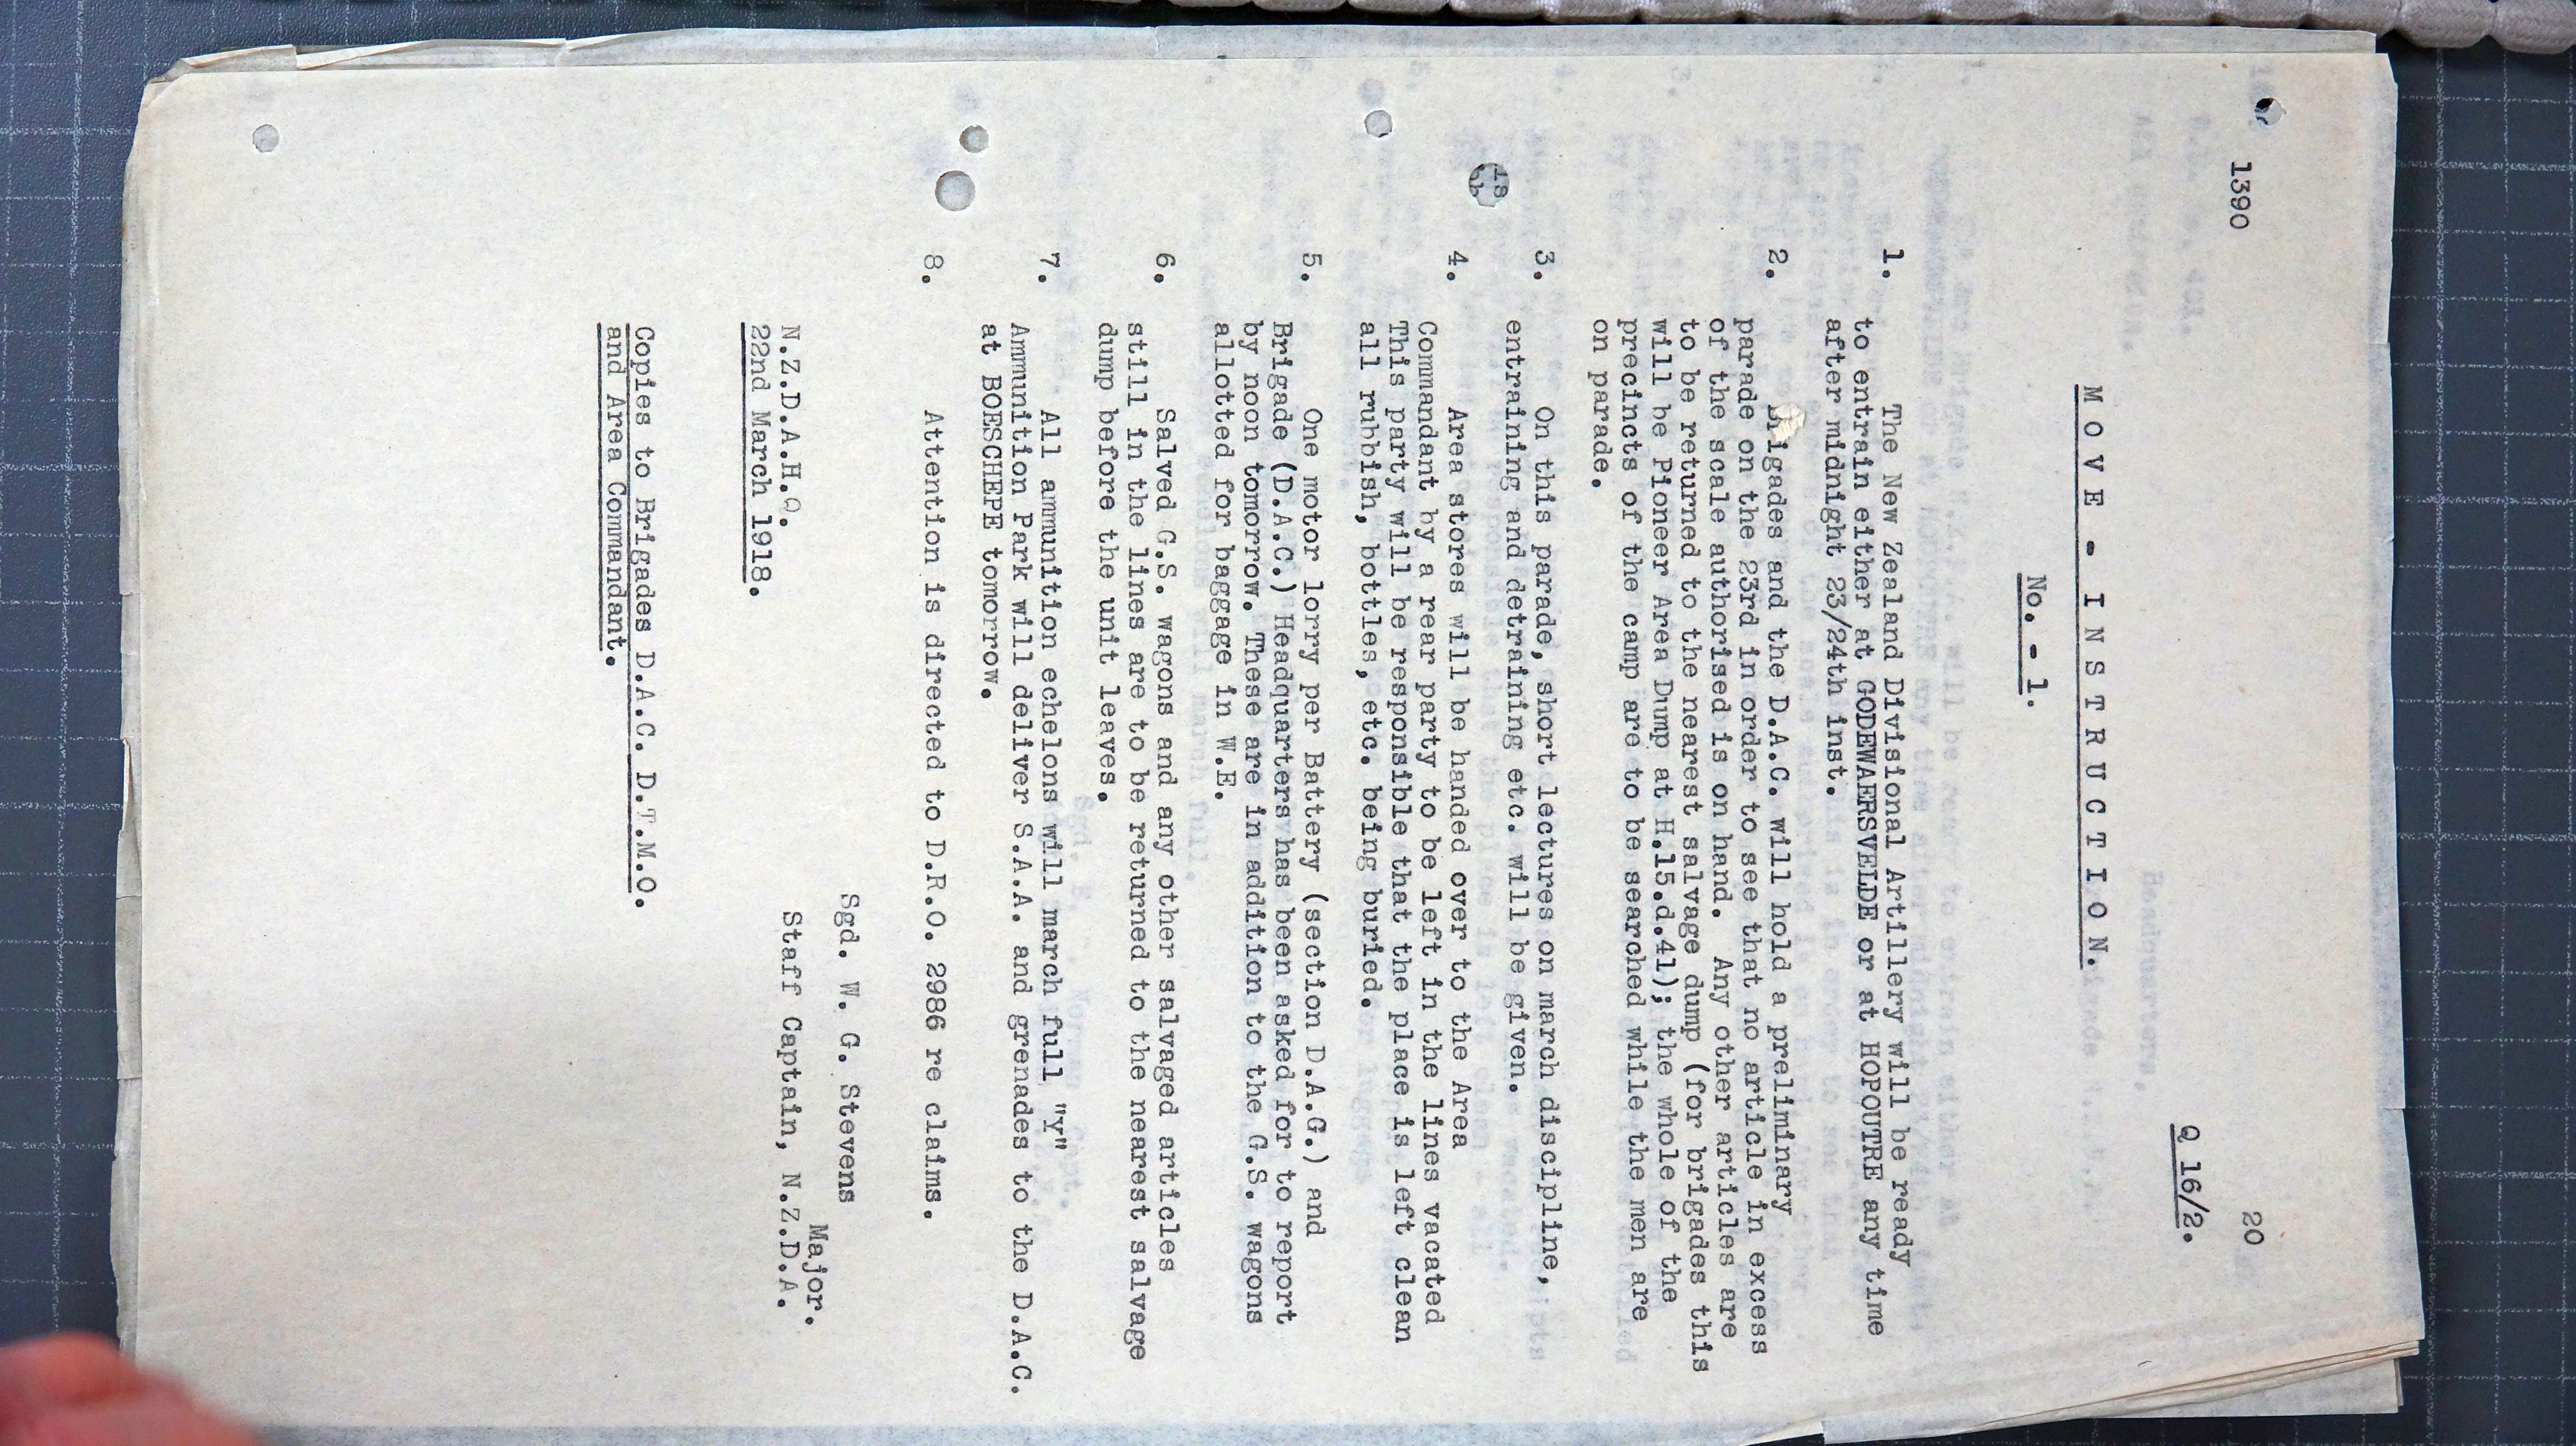 1390
20
Q 16/2.
M O V E - I N S T R U C T I O N.
No. - 1.
1. The New Zealand Divisional Artillery will be ready
to entrain either at GODEWAERSVELDE or at HOPOUTRE any time
after midnight 23/24th inst.
2. Brigades and the D.A.C. will hold a preliminary
parade on the 23rd in order to see that no article in excess
of the scale authorised is on hand. Any other articles are
to be returned to the nearest salvage dump (for brigades this
will be Pioneer Area Dump at H.15.d.41); the whole of the
precincts of the camp are to be searched while the men are
on parade.
3. On this parade, short lectures on march discipline,
entraining and detraining etc. will be given.
4. Area stores will be handed over to the Area
Commandant by a rear party to be left in the lines vacated
This party will be responsible that the place is left clean
all rubbish, bottles, etc. being buried.
5. One motor lorry per Battery (section D.A.G.) and
Brigade (D.A.C.) Headquarters has been asked for to report
by noon tomorrow. These are in addition to the G.S. wagons
allotted for baggage in W.E.
6. Salved G.S. wagons and any other salvaged articles
still in the lines are to be returned to the nearest salvage
dump before the unit leaves.
7. All ammunition echelons will march full "Y"
Ammunition Park will deliver S.A.A. and grenades to the D.A.C.
at BOESCHEPE tomorrow.
8. Attention is directed to D.R.O. 2986 re claims.
Sgd. W. G. Stevens
Major.
N.Z.D.A.H.Q. Staff Captain, N.Z.D.A.
22nd March 1918.
Copies to Brigades D.A.C. D.T.M.O.
and Area Commandant.